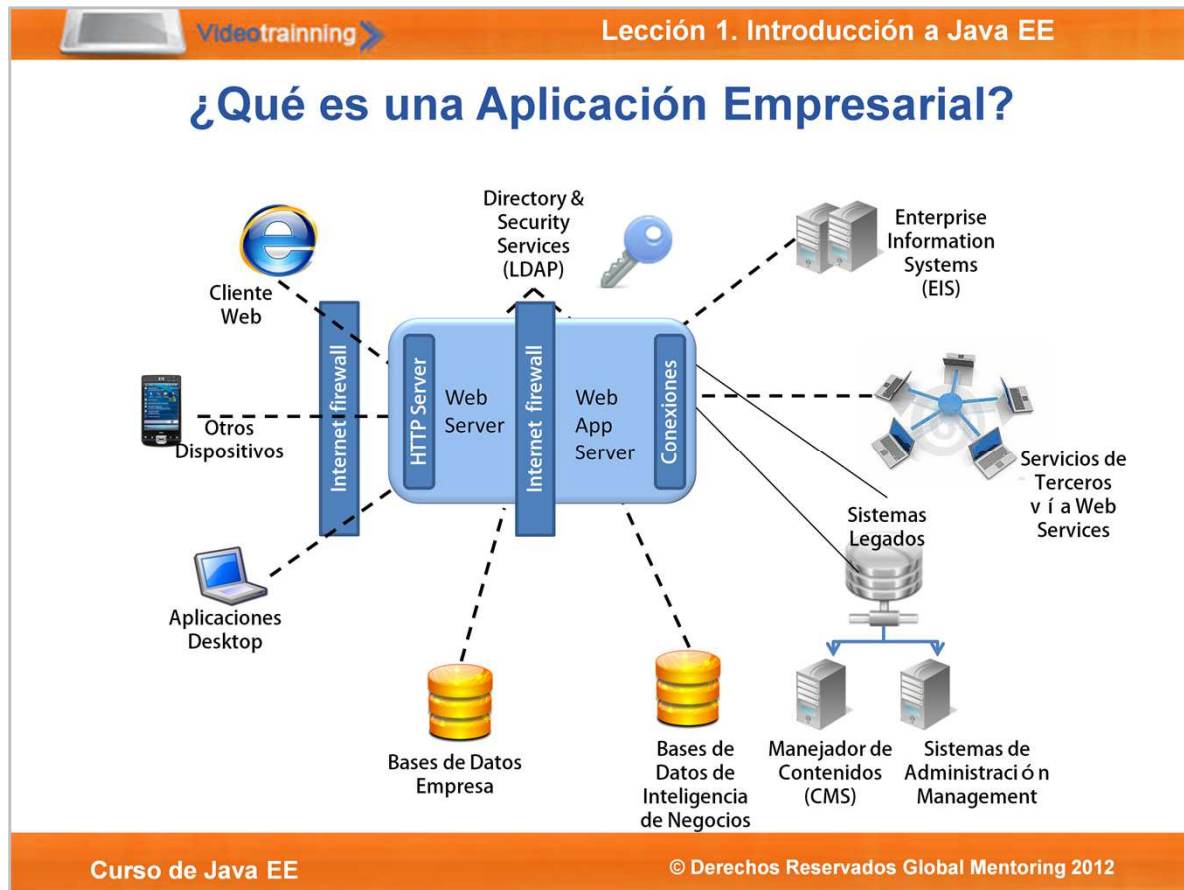 Videotrainning
Lección 1. Introducción a Java EE
¿Qué es una Aplicación Empresarial?
Cliente
Web
Otros
Dispositivos
Aplicaciones
Desktop
Internet firewall
Directory &
Security
Services
(LDAP)
HTTP Server
Web
Server
Internet firewall
Web
App
Server
Conexiones
Enterprise
Information
Systems
(EIS)
Servicios de
Terceros
v í a Web
Services
Sistemas
Legados
Bases de Datos
Empresa
Bases de
Datos de
Inteligencia
de Negocios
Manejador de
Contenidos
(CMS)
Sistemas de
Administraci ó n
Management
Curso de Java EE
© Derechos Reservados Global Mentoring 2012